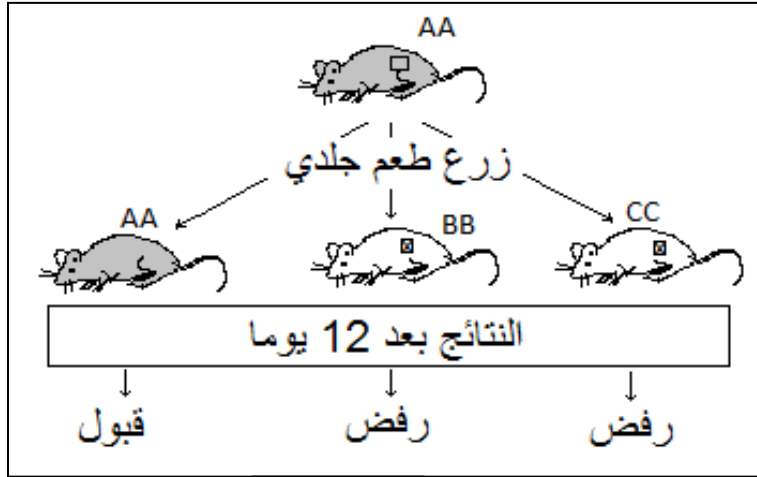 AA
زرع طعم جلدي
AA
BB
CC
النتائج بعد 12 يوما
قبول
رفض
رفض